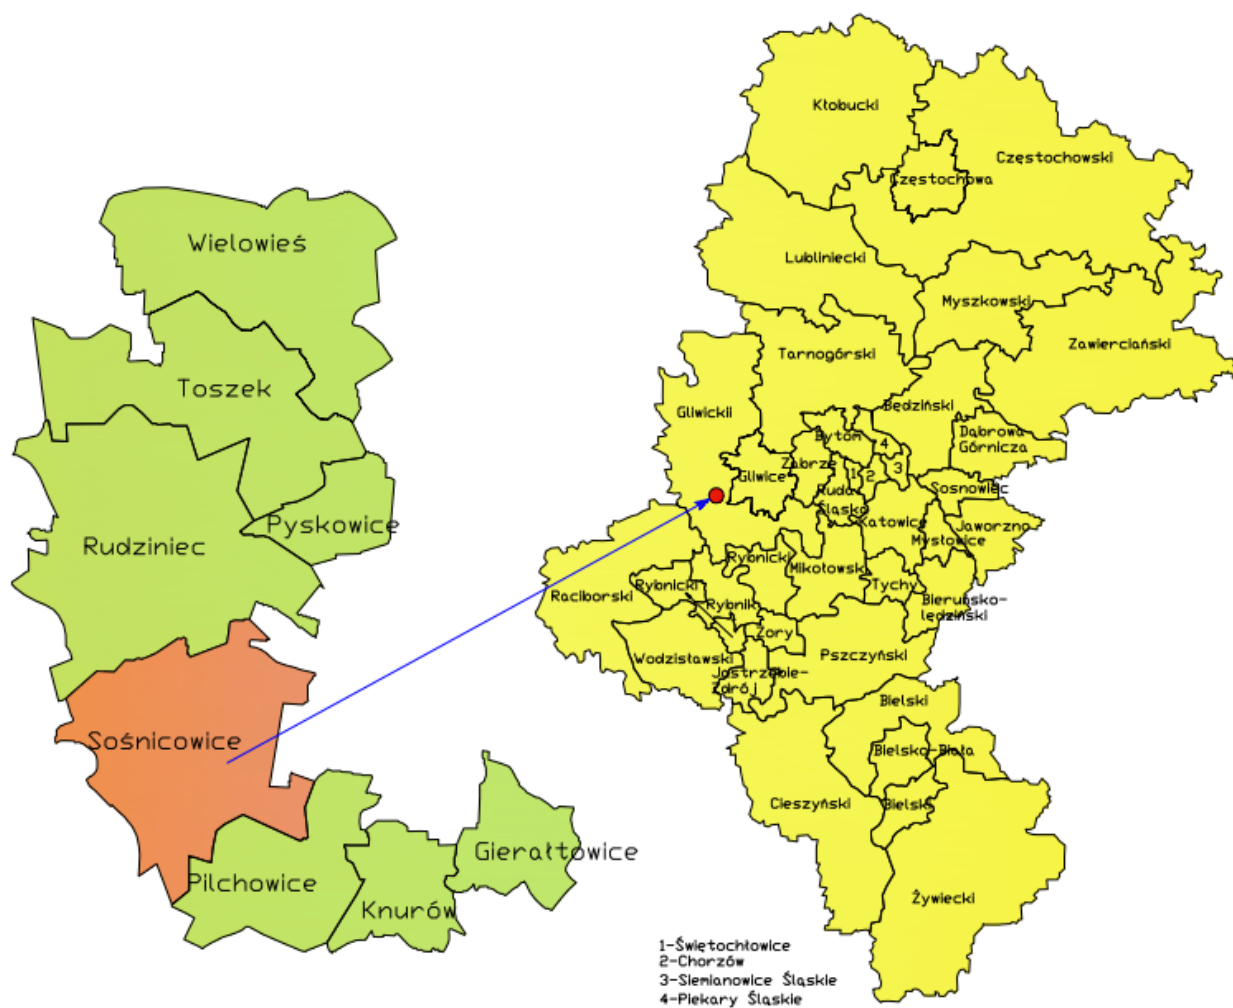 Wielowieś
Toszek
Rudziniec
Pyskowice
Sośnicowice
Pilchowice
Knurów
Gierałtowice
Kłobucki
Częstochowski
Częstochowa
Lubliniecki
Myszkowski
Zawierciański
Tarnogórski
Gliwickii
Będziński
Dąbrowa
Górnicza
Bytom
4
Zabrze
3
Gliwice
1
2
Ruda
Śląska
Sosnowiec
Katowice
Jaworzno
Mysłowice
Rybnicki
Mikołowski
Tychy
Raciborski
Rybnicki
Rybnik
Bieruńsko-
lędziński
Żory
Wodzisławski
Pszczyński
Jastrzębie-
Zdrój
Bielski
Bielsko-Biała
Cieszyński
Bielski
Żywiecki
1-Świętochłowice
2-Chorzów
3-Siemianowice Śląskie
4-Piekary Śląskie